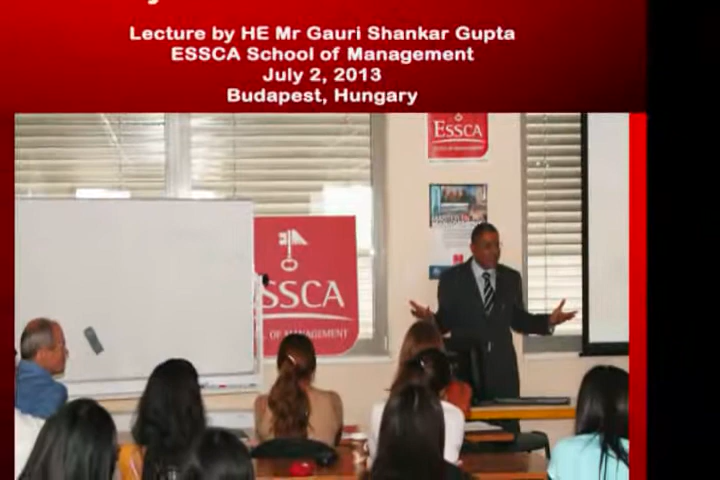 Lecture by HE Mr Gauri Shankar Gupta
ESSCA School of Management
July 2, 2013
Budapest, Hungary
ESSCA
SSCA
OF MANAGEMENT